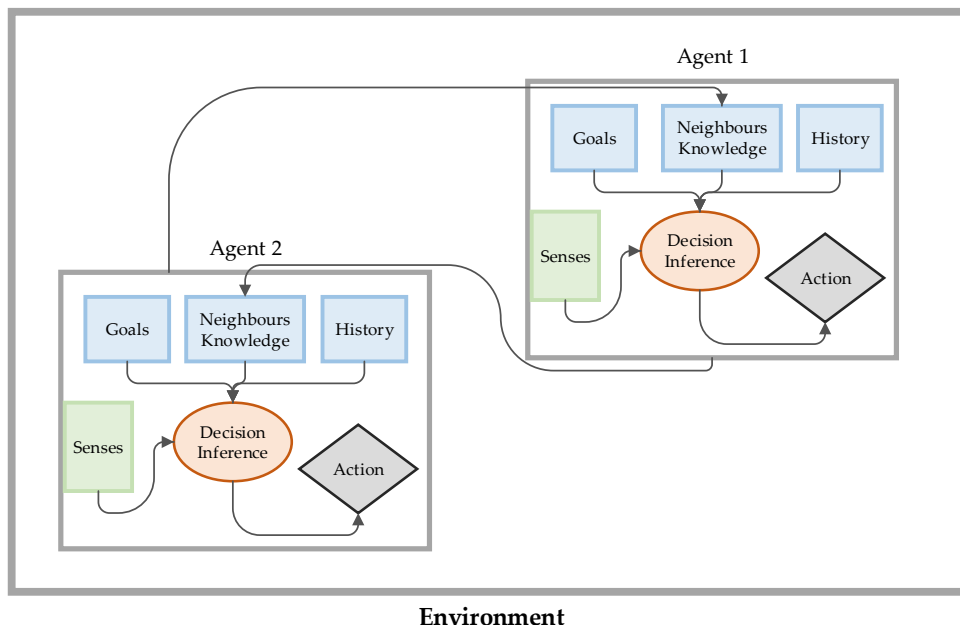 Agent 1
Goals
Neighbours
Knowledge
History
Senses
Decision
Inference
Action
Agent 2
Goals
Neighbours
Knowledge
History
Senses
Decision
Inference
Action
Environment